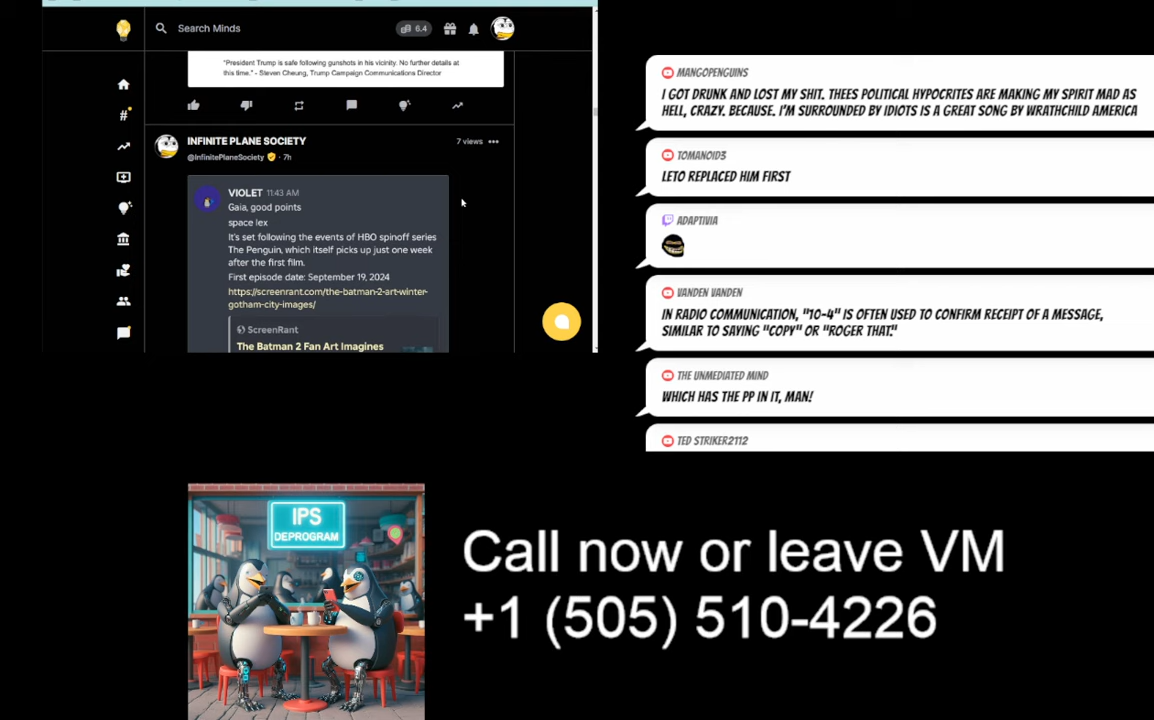 Search Minds
6.4
"President Trump is safe following gunshots in his vicinity. No further details at
this time." - Steven Cheung, Trump Campaign Communications Director
INFINITE PLANE SOCIETY
7 views
@InfinitePlaneSociety · 7h
VIOLET 11:43 AM
Gaia, good points
space lex
It's set following the events of HBO spinoff series
The Penguin, which itself picks up just one week
after the first film.
First episode date: September 19, 2024
https://screenrant.com/the-batman-2-art-winter-
gotham-city-images/
ScreenRant
The Batman 2 Fan Art Imagines
MANGOPENGUINS
I GOT DRUNK AND LOST MY SHIT. THEES POLITICAL HYPOCRITES ARE MAKING MY SPIRIT MAD AS
HELL, CRAZY. BECAUSE. I'M SURROUNDED BY IDIOTS IS A GREAT SONG BY WRATHCHILD AMERICA
TOMANOID3
LETO REPLACED HIM FIRST
ADAPTIVIA
VANDEN VANDEN
IN RADIO COMMUNICATION, "10-4" IS OFTEN USED TO CONFIRM RECEIPT OF A MESSAGE,
SIMILAR TO SAYING "COPY" OR "ROGER THAT."
THE UNMEDIATED MIND
WHICH HAS THE PP IN IT, MAN!
TED STRIKER2112
IPS
DEPROGRAM
Call now or leave VM
+1 (505) 510-4226